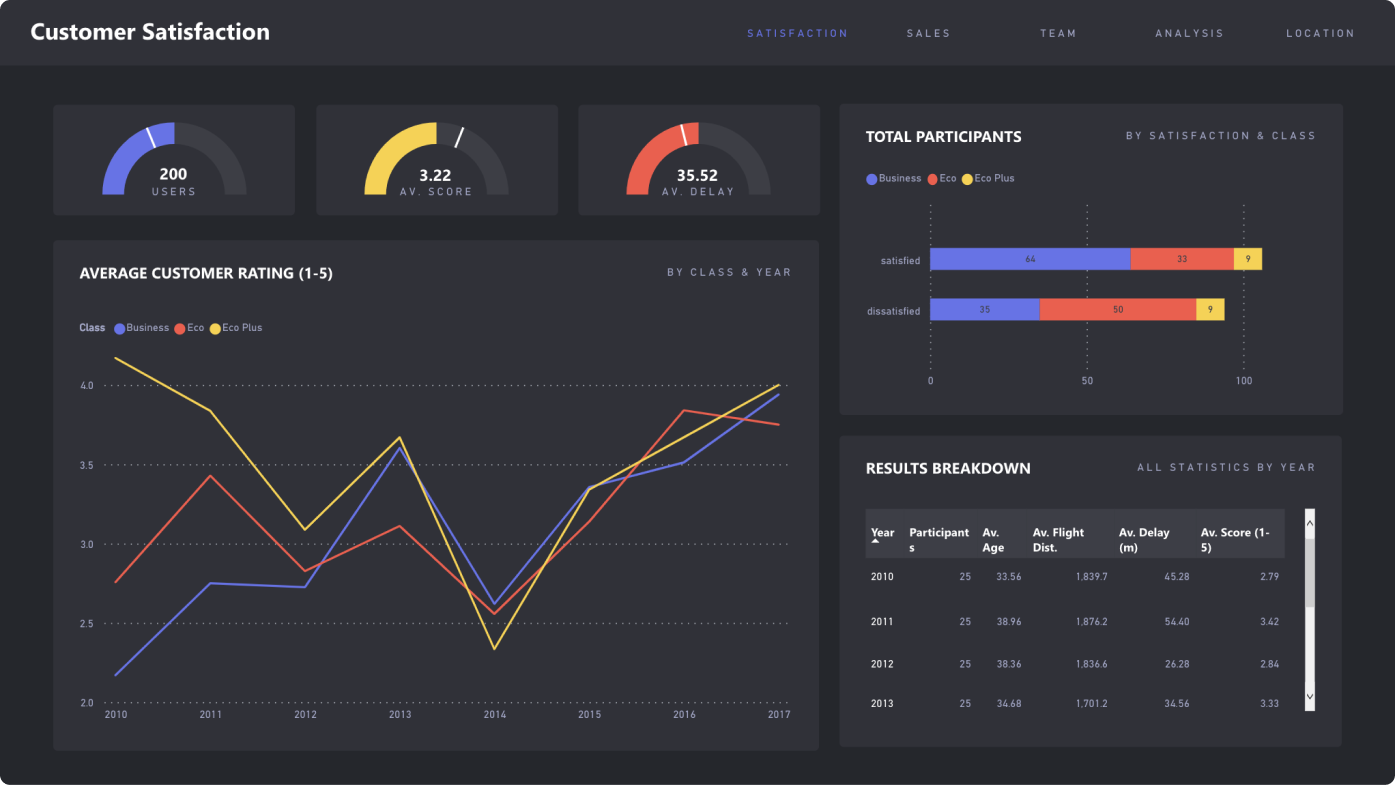 Customer Satisfaction
SATISFACTION SALES TEAM ANALYSIS LOCATION
200
USERS
3.22
AV. SCORE
35.52
AV. DELAY
AVERAGE CUSTOMER RATING (1-5)
BY CLASS & YEAR
Class Business Eco Eco Plus
4.0
3.5
3.0
2.5
2.0
2010 2011 2012 2013 2014 2015 2016 2017
TOTAL PARTICIPANTS
BY SATISFACTION & CLASS
Business Eco Eco Plus
satisfied 64 33 9
dissatisfied 35 50 9
0 50 100
RESULTS BREAKDOWN
ALL STATISTICS BY YEAR
Year Participant Av. Av. Flight Av. Delay Av. Score (1-
s Age Dist. (m) 5)
2010 25 33.56 1,839.7 45.28 2.79
2011 25 38.96 1,876.2 54.40 3.42
2012 25 38.36 1,836.6 26.28 2.84
2013 25 34.68 1,701.2 34.56 3.33